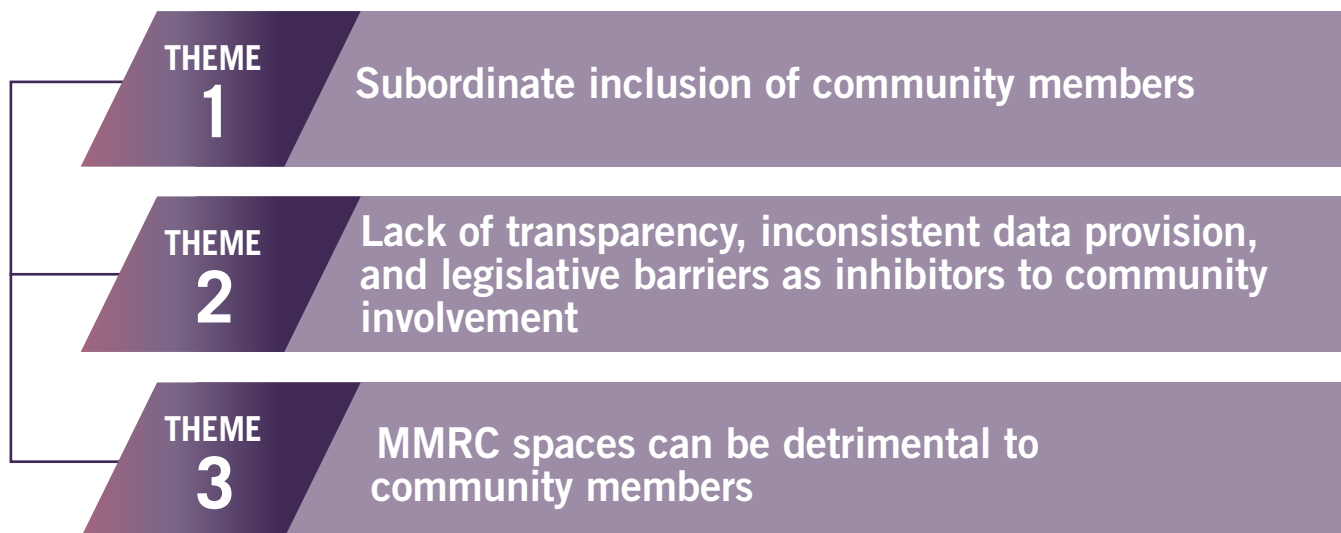 THEME
1
Subordinate inclusion of community members
THEME
2
Lack of transparency, inconsistent data provision,
and legislative barriers as inhibitors to community
involvement
THEME
3
MMRC spaces can be detrimental to
community members